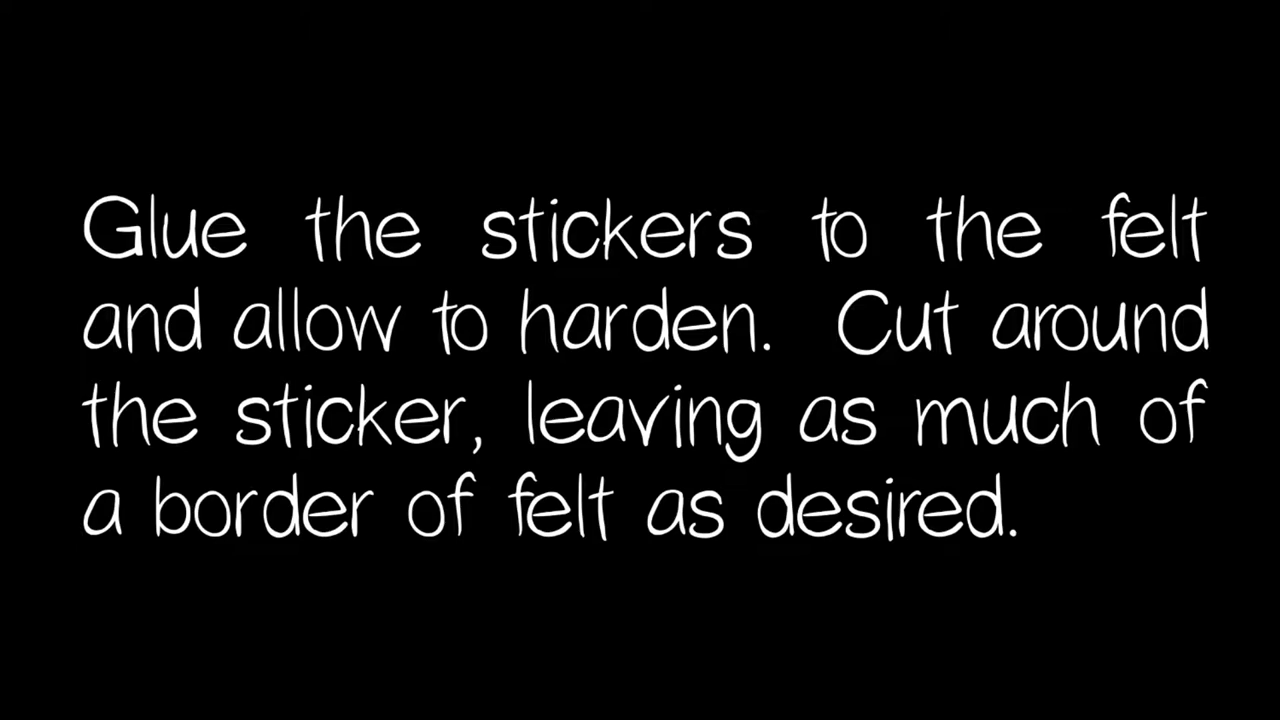 Glue the stickers to the felt
and allow to harden. Cut around
the sticker, leaving as much of
a border of felt as desired.